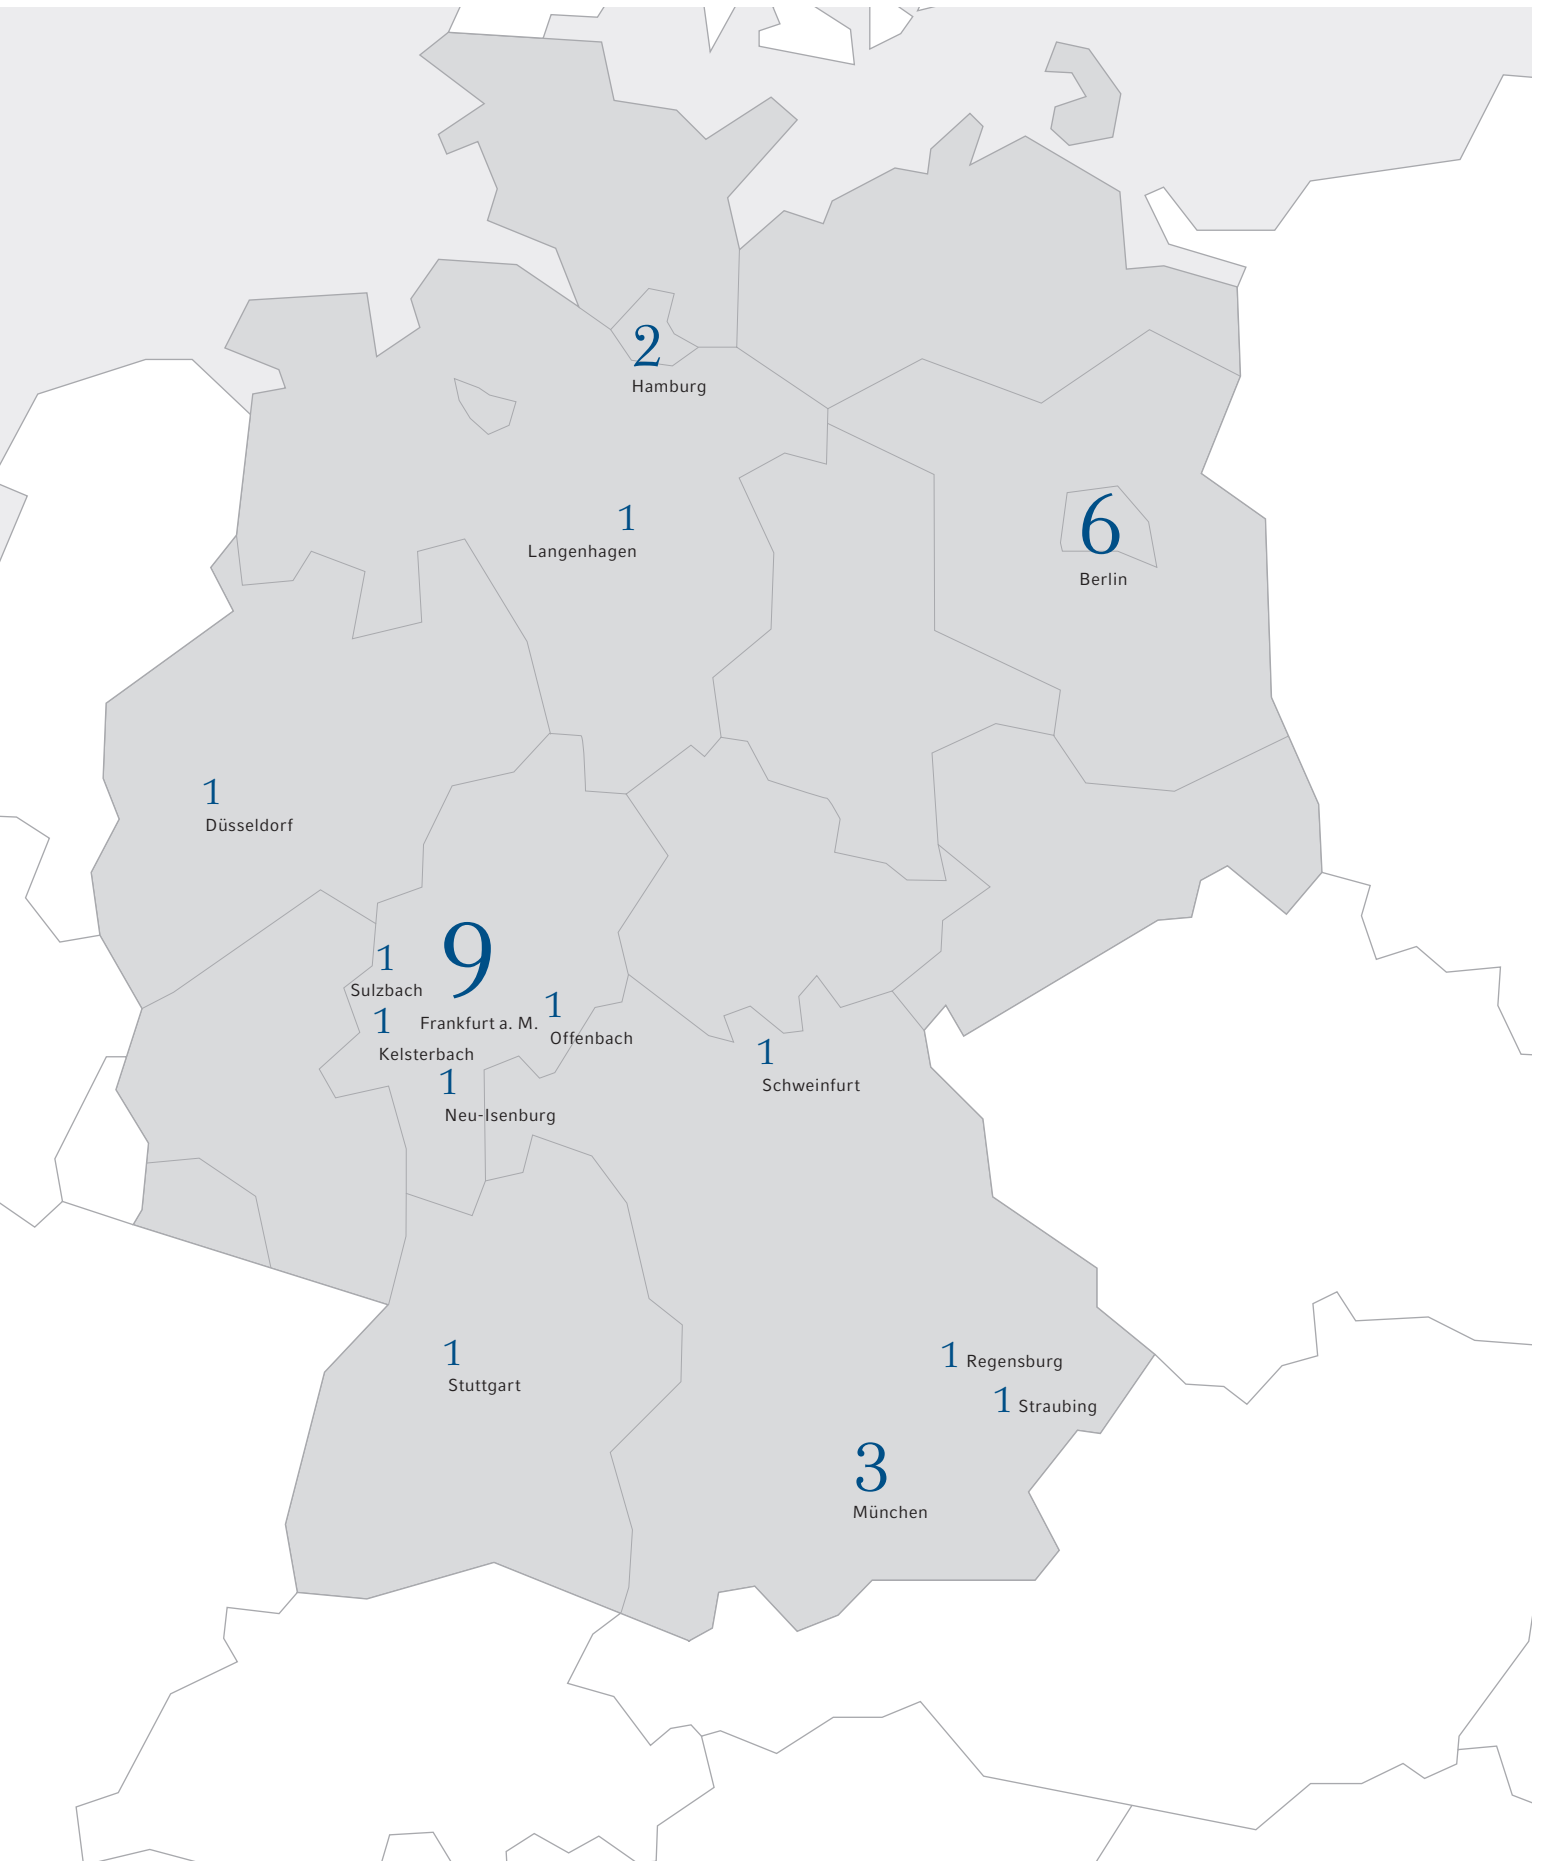 2
Hamburg
1
Langenhagen
6
Berlin
1
Düsseldorf
9
Frankfurt a. M.
1
Sulzbach
1
Kelsterbach
1
Offenbach
1
Neu-Isenburg
1
Schweinfurt
1
Stuttgart
1 Regensburg
1 Straubing
3
München